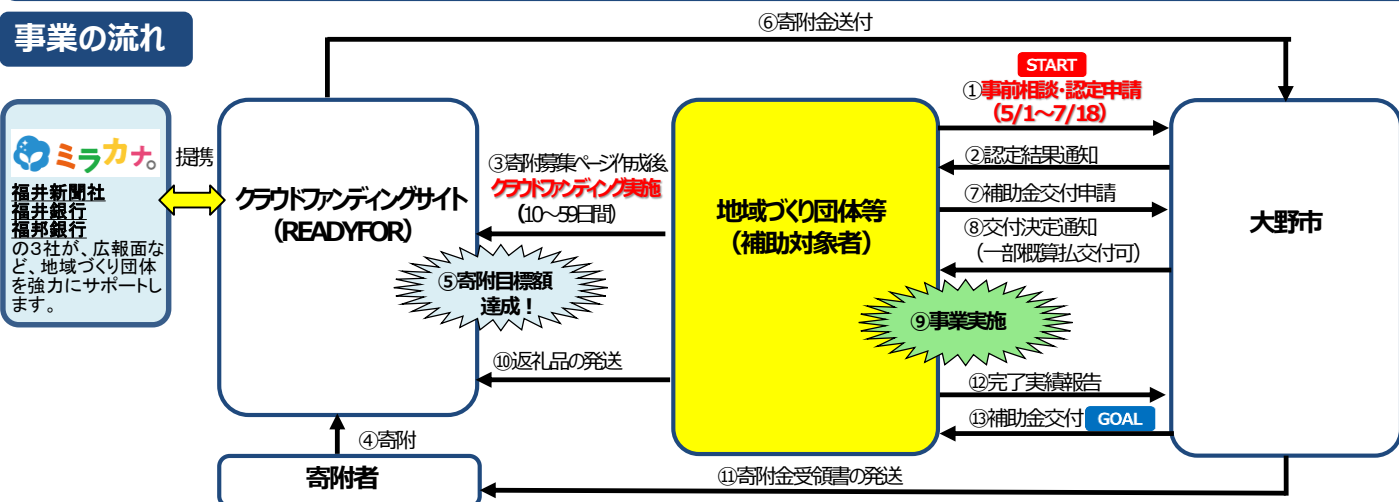 事業の流れ
⑥寄附金送付
START
①事前相談・認定申請
（5/1～7/18）
ミラカナ。
提携
福井新聞社
福井銀行
福邦銀行
の３社が、広報面な
ど、地域づくり団体
を強力にサポートし
ます。
クラウドファンディングサイト
（READYFOR）
③寄附募集ページ作成後、
クラウドファンディング実施
（10～59日間）
地域づくり団体等
（補助対象者）
②認定結果通知
⑦補助金交付申請
⑧交付決定通知
（一部概算払交付可）
大野市
⑤寄附目標額
達成！
⑨事業実施
⑩返礼品の発送
⑫完了実績報告
⑬補助金交付
GOAL
④寄附
寄附者
⑪寄附金受領書の発送